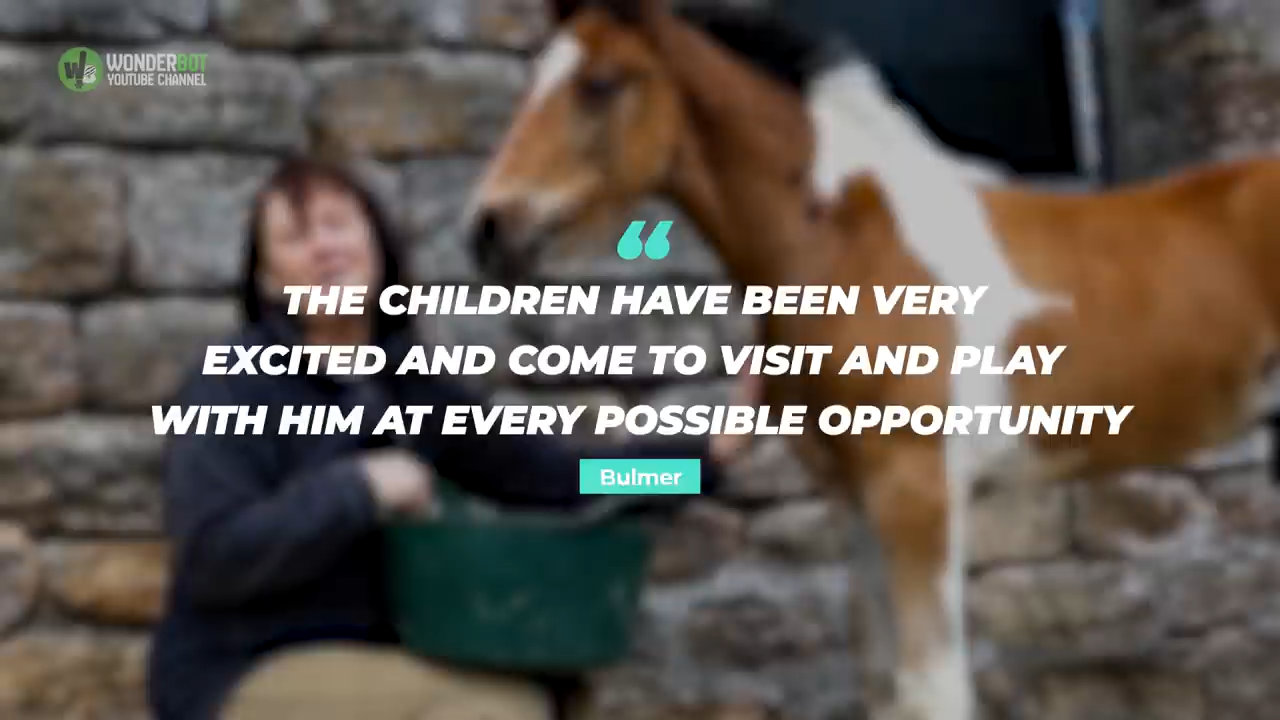 WONDERBOT
YOUTUBE CHANNEL
“
THE CHILDREN HAVE BEEN VERY
EXCITED AND COME TO VISIT AND PLAY
WITH HIM AT EVERY POSSIBLE OPPORTUNITY
Bulmer